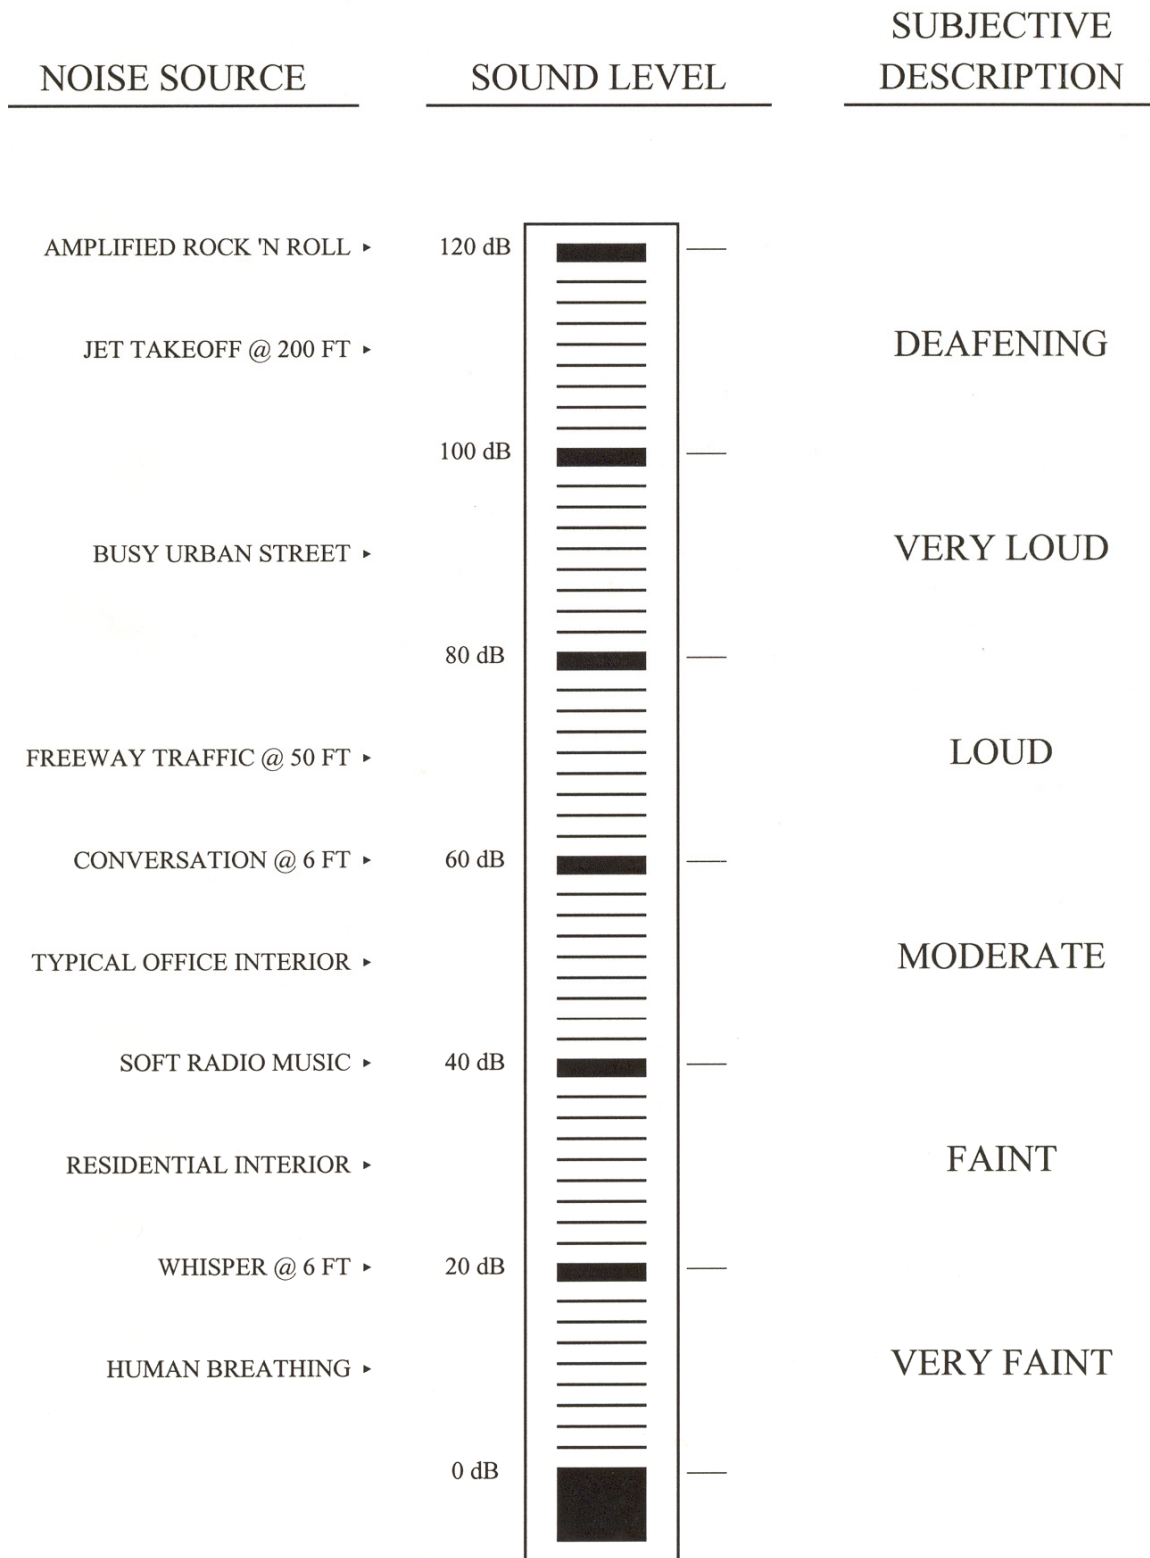 NOISE SOURCE
SOUND LEVEL
SUBJECTIVE
DESCRIPTION
AMPLIFIED ROCK 'N ROLL ▸
120 dB
JET TAKEOFF @ 200 FT ▸
DEAFENING
100 dB
BUSY URBAN STREET ▸
VERY LOUD
80 dB
FREEWAY TRAFFIC @ 50 FT ▸
LOUD
CONVERSATION @ 6 FT ▸
60 dB
TYPICAL OFFICE INTERIOR ▸
MODERATE
SOFT RADIO MUSIC ▸
40 dB
RESIDENTIAL INTERIOR ▸
FAINT
WHISPER @ 6 FT ▸
20 dB
HUMAN BREATHING ▸
VERY FAINT
0 dB